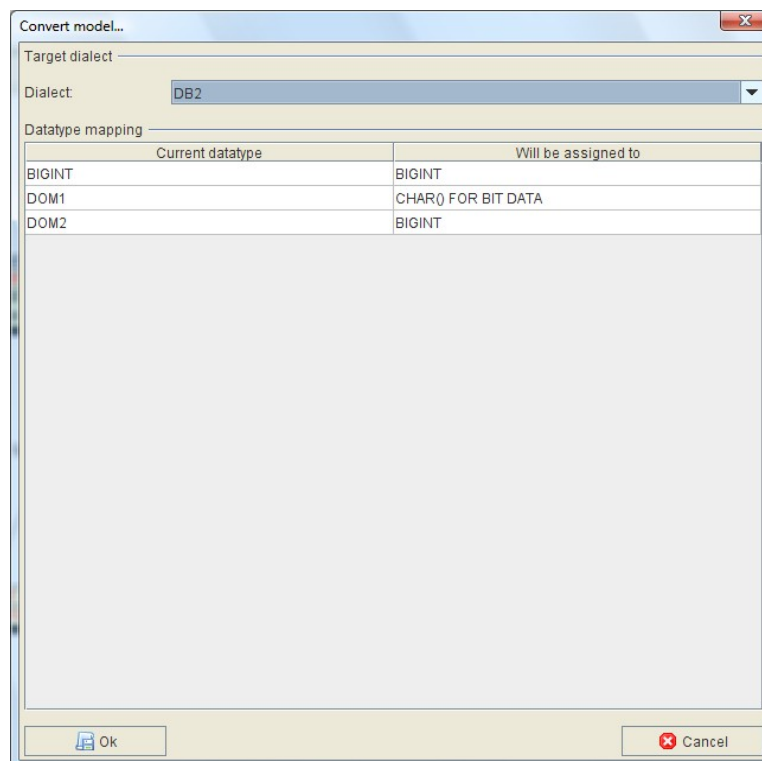 Convert model...
Target dialect
Dialect: DB2
Datatype mapping
Current datatype Will be assigned to
BIGINT BIGINT
DOM1 CHAR() FOR BIT DATA
DOM2 BIGINT
Ok Cancel